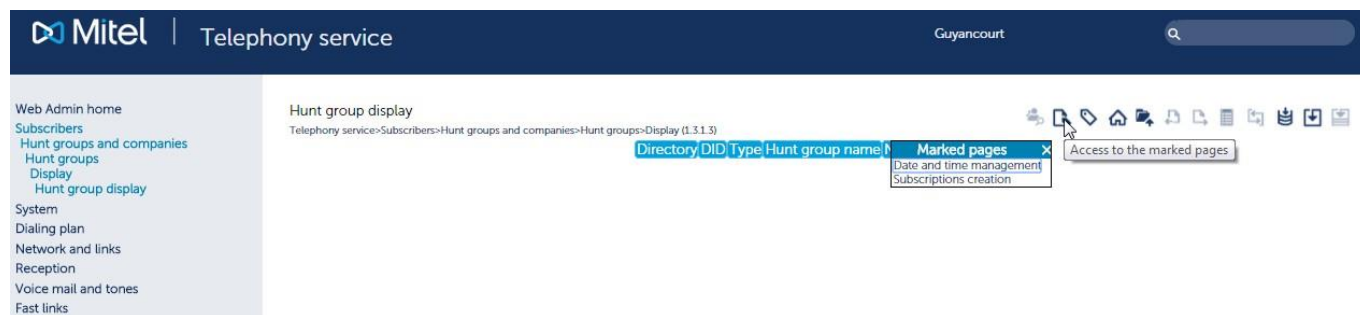 Mitel | Telephony service
Guyancourt
Web Admin home
Subscribers
Hunt groups and companies
Hunt groups
Display
Hunt group display
System
Dialing plan
Network and links
Reception
Voice mail and tones
Fast links
Hunt group display
Telephony service>Subscribers>Hunt groups and companies>Hunt groups>Display (1.3.1.3)
Directory DID Type Hunt group name
Marked pages X
Date and time management
Subscriptions creation
Access to the marked pages